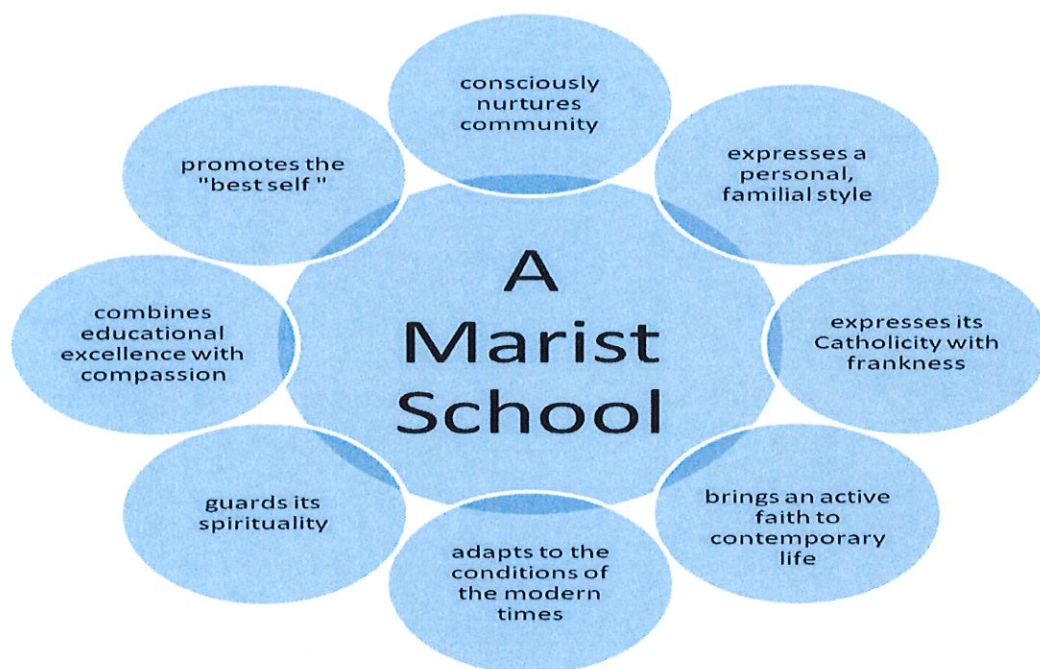 A
Marist
School
consciously
nurtures
community
expresses a
personal,
familial style
expresses its
Catholicity with
frankness
brings an active
faith to
contemporary
life
adapts to the
conditions of
the modern
times
guards its
spirituality
combines
educational
excellence with
compassion
promotes the
"best self "